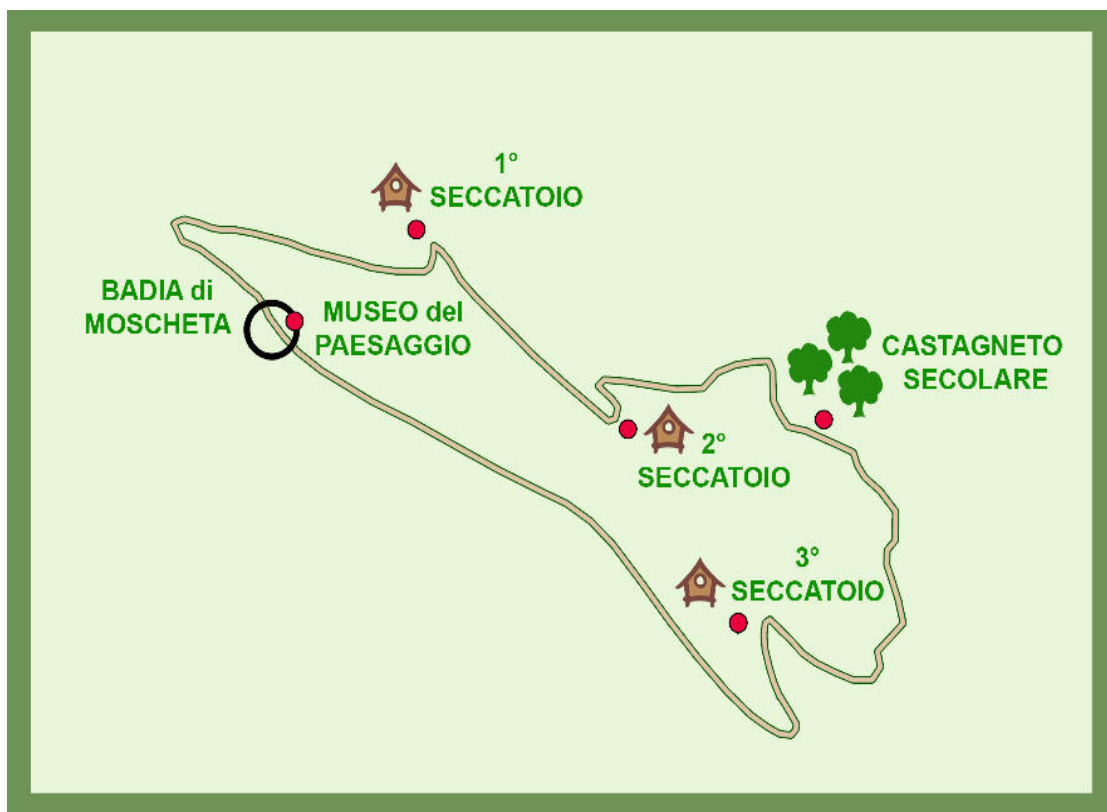 1°
SECCATOIO
BADIA di
MOSCHETA
MUSEO del
PAESAGGIO
CASTAGNETO
SECOLARE
2°
SECCATOIO
3°
SECCATOIO